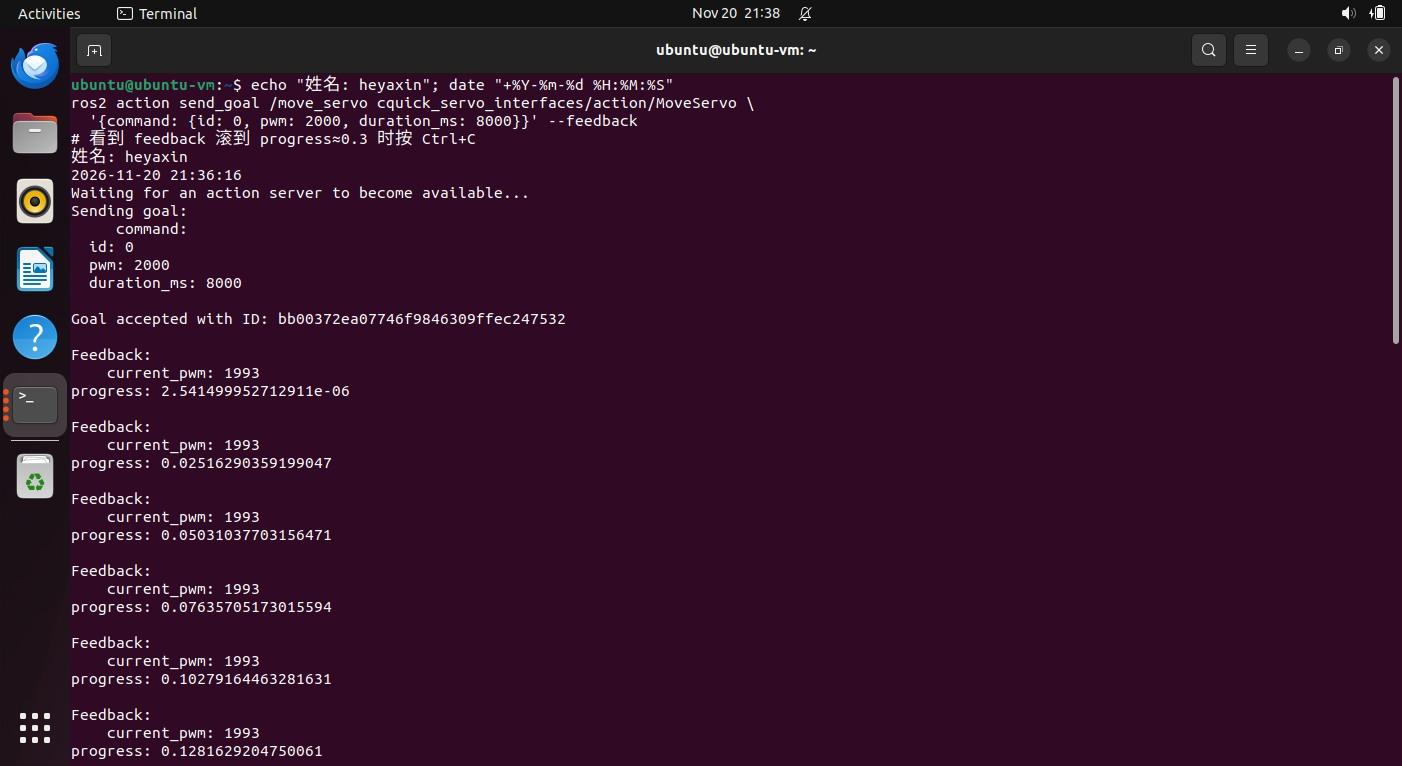 Activities
Terminal
Nov 20 21:38
ubuntu@ubuntu-vm: ~
ubuntu@ubuntu-vm:~$ echo "姓名: heyaxin"; date "+%Y-%m-%d %H:%M:%S"
ros2 action send_goal /move_servo cquick_servo_interfaces/action/MoveServo \
  '{command: {id: 0, pwm: 2000, duration_ms: 8000}}' --feedback
# 看到 feedback 滚到 progress≈0.3 时按 Ctrl+C
姓名: heyaxin
2026-11-20 21:36:16
Waiting for an action server to become available...
Sending goal:
     command:
  id: 0
  pwm: 2000
  duration_ms: 8000
Goal accepted with ID: bb00372ea07746f9846309ffec247532
Feedback:
    current_pwm: 1993
progress: 2.541499952712911e-06
Feedback:
    current_pwm: 1993
progress: 0.02516290359199047
Feedback:
    current_pwm: 1993
progress: 0.05031037703156471
Feedback:
    current_pwm: 1993
progress: 0.07635705173015594
Feedback:
    current_pwm: 1993
progress: 0.10279164463281631
Feedback:
    current_pwm: 1993
progress: 0.1281629204750061